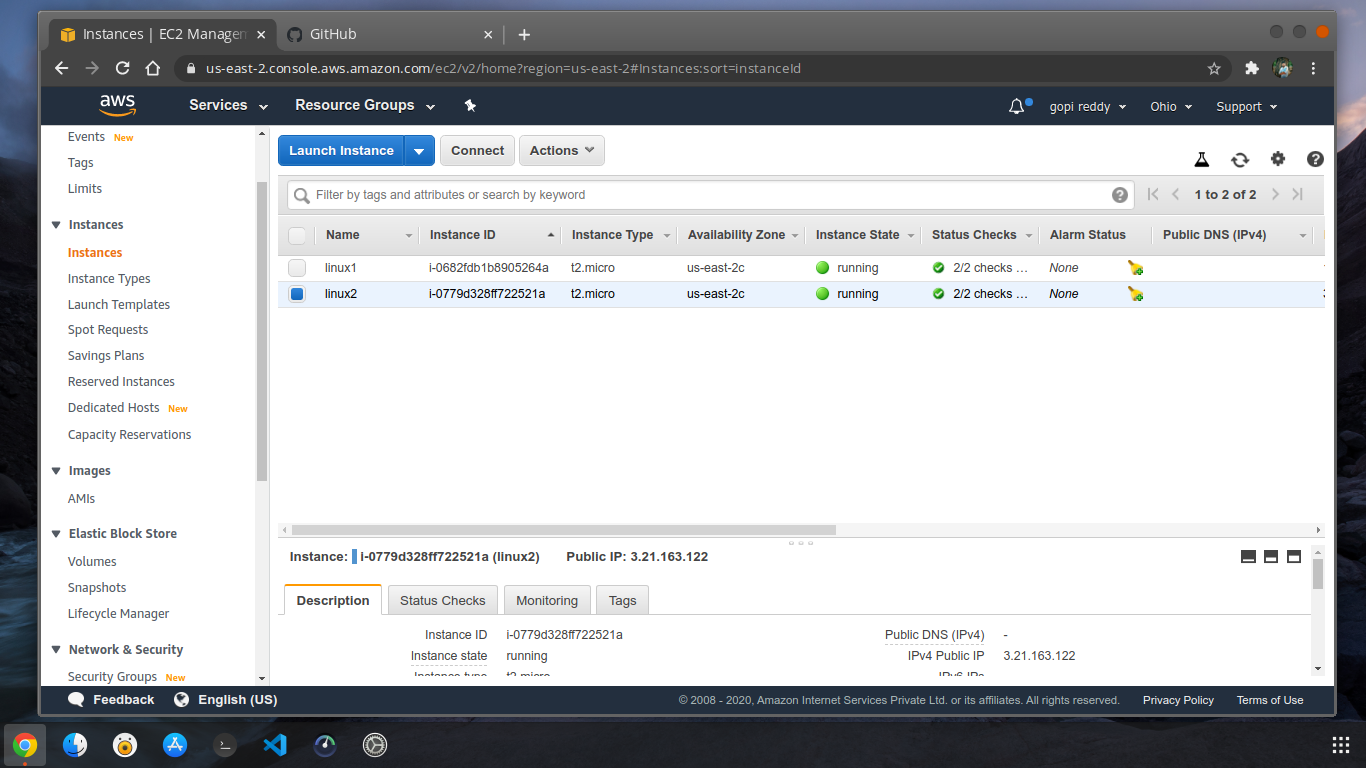 Instances | EC2 Managen
GitHub
us-east-2.console.aws.amazon.com/ec2/v2/home?region=us-east-2#Instances:sort=instanceId
aws
Services
Resource Groups
gopi reddy
Ohio
Support
Events New
Tags
Limits
Instances
Instances
Instance Types
Launch Templates
Spot Requests
Savings Plans
Reserved Instances
Dedicated Hosts New
Capacity Reservations
Images
AMIs
Elastic Block Store
Volumes
Snapshots
Lifecycle Manager
Network & Security
Security Groups New
Launch Instance
Connect
Actions
Filter by tags and attributes or search by keyword
1 to 2 of 2
Name Instance ID Instance Type Availability Zone Instance State Status Checks Alarm Status Public DNS (IPv4)
linux1 i-0682fdb1b8905264a t2.micro us-east-2c running 2/2 checks … None
linux2 i-0779d328ff722521a t2.micro us-east-2c running 2/2 checks … None
Instance: i-0779d328ff722521a (linux2) Public IP: 3.21.163.122
Description Status Checks Monitoring Tags
Instance ID i-0779d328ff722521a Public DNS (IPv4) -
Instance state running IPv4 Public IP 3.21.163.122
Instance type t2.micro IPv6 IPs
Feedback
English (US)
© 2008 - 2020, Amazon Internet Services Private Ltd. or its affiliates. All rights reserved.
Privacy Policy
Terms of Use